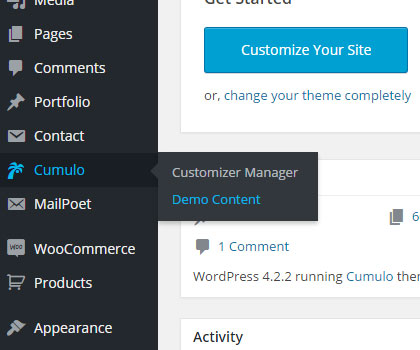 Media
Pages
Comments
Portfolio
Contact
Cumulo
MailPoet
WooCommerce
Products
Appearance
Customizer Manager
Demo Content
Get Started
Customize Your Site
or, change your theme completely
6
1 Comment
WordPress 4.2.2 running Cumulo then
Activity